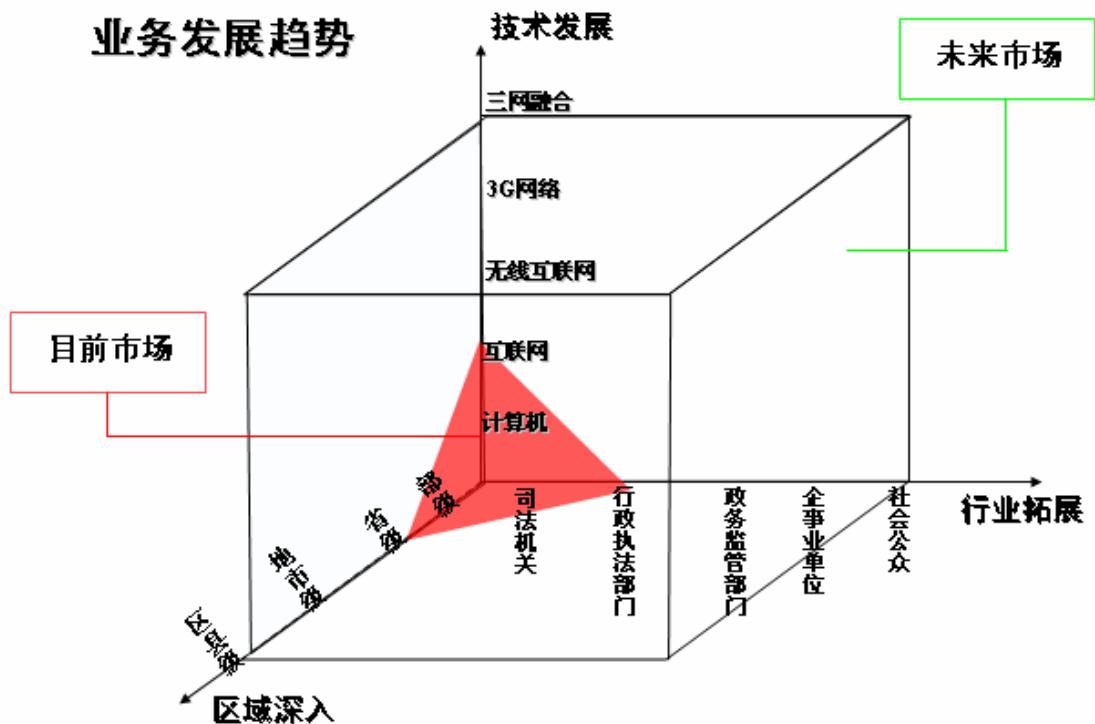 业务发展趋势
技术发展
未来市场
三网融合
3G网络
无线互联网
目前市场
互联网
计算机
部级
省级
地市级
区县级
司法机关
行政执法部门
政务监管部门
企事业单位
社会公众
行业拓展
区域深入